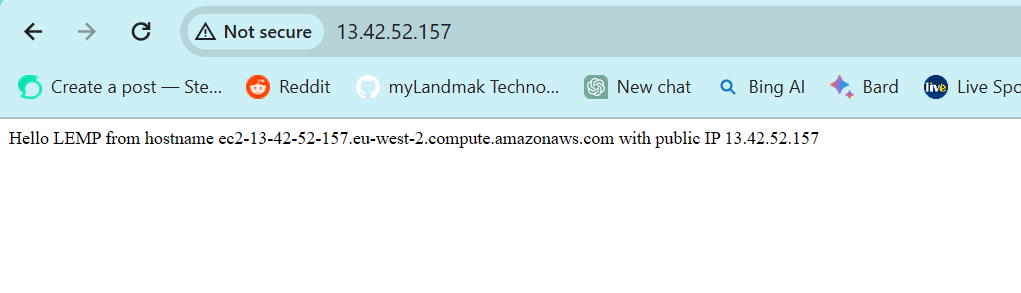 Not secure 13.42.52.157
Create a post — Ste... Reddit myLandmak Techno... New chat Bing AI Bard live Live Spo
Hello LEMP from hostname ec2-13-42-52-157.eu-west-2.compute.amazonaws.com with public IP 13.42.52.157